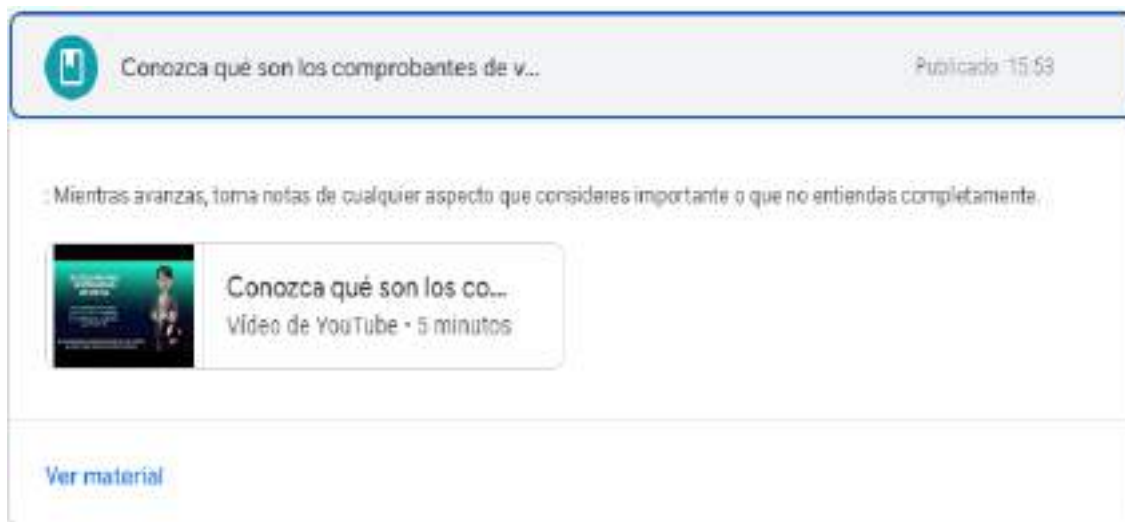 Conozca qué son los comprobantes de v...
Publicado: 15:53
: Mientras avanzas, toma notas de cualquier aspecto que consideres importante o que no entiendas completamente.
Conozca qué son los co...
Vídeo de YouTube • 5 minutos
Ver material